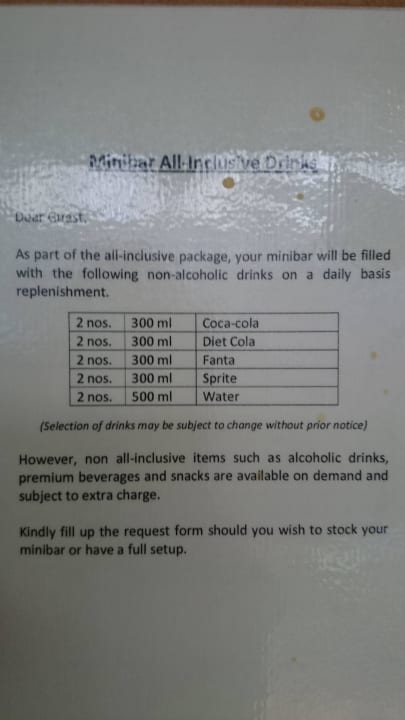 Minibar All-Inclusive Drinks
Dear Guest,
As part of the all-inclusive package, your minibar will be filled
with the following non-alcoholic drinks on a daily basis
replenishment.
2 nos. 300 ml Coca-cola
2 nos. 300 ml Diet Cola
2 nos. 300 ml Fanta
2 nos. 300 ml Sprite
2 nos. 500 ml Water
(Selection of drinks may be subject to change without prior notice)
However, non all-inclusive items such as alcoholic drinks,
premium beverages and snacks are available on demand and
subject to extra charge.
Kindly fill up the request form should you wish to stock your
minibar or have a full setup.